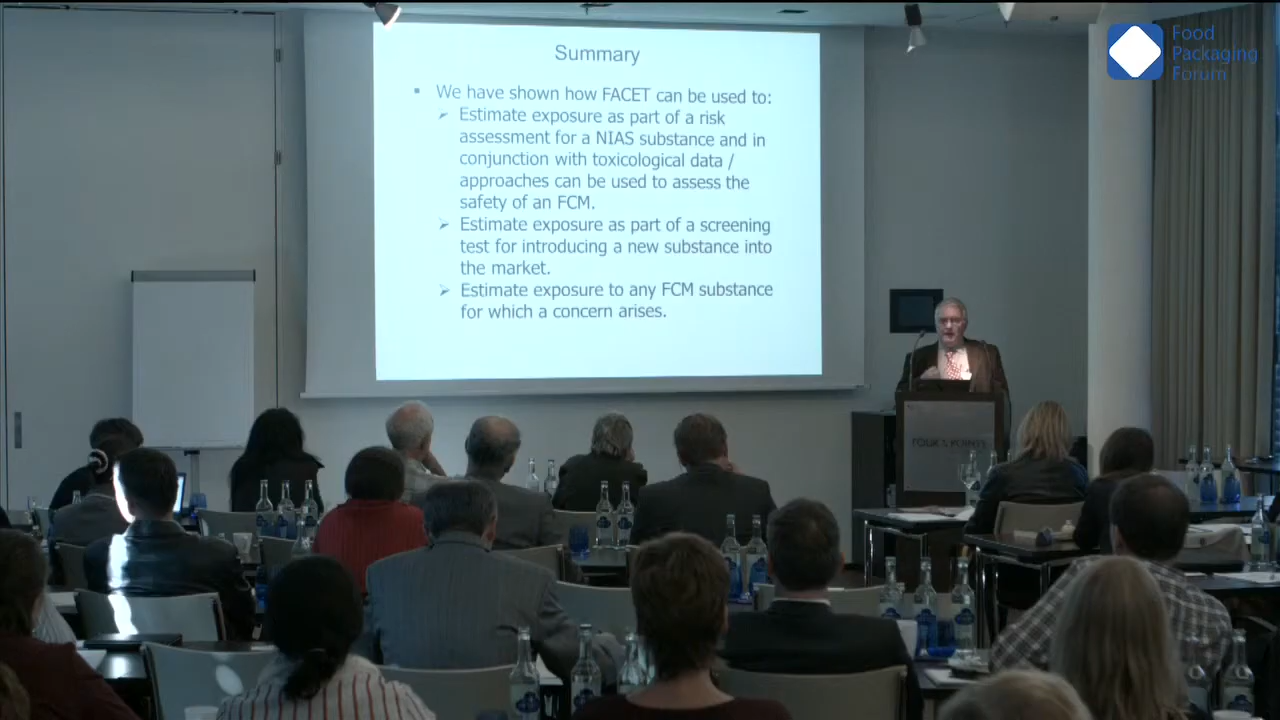 Summary
We have shown how FACET can be used to:
Estimate exposure as part of a risk
assessment for a NIAS substance and in
conjunction with toxicological data /
approaches can be used to assess the
safety of an FCM.
Estimate exposure as part of a screening
test for introducing a new substance into
the market.
Estimate exposure to any FCM substance
for which a concern arises.
Food
Packaging
Forum
FOUR POINTS